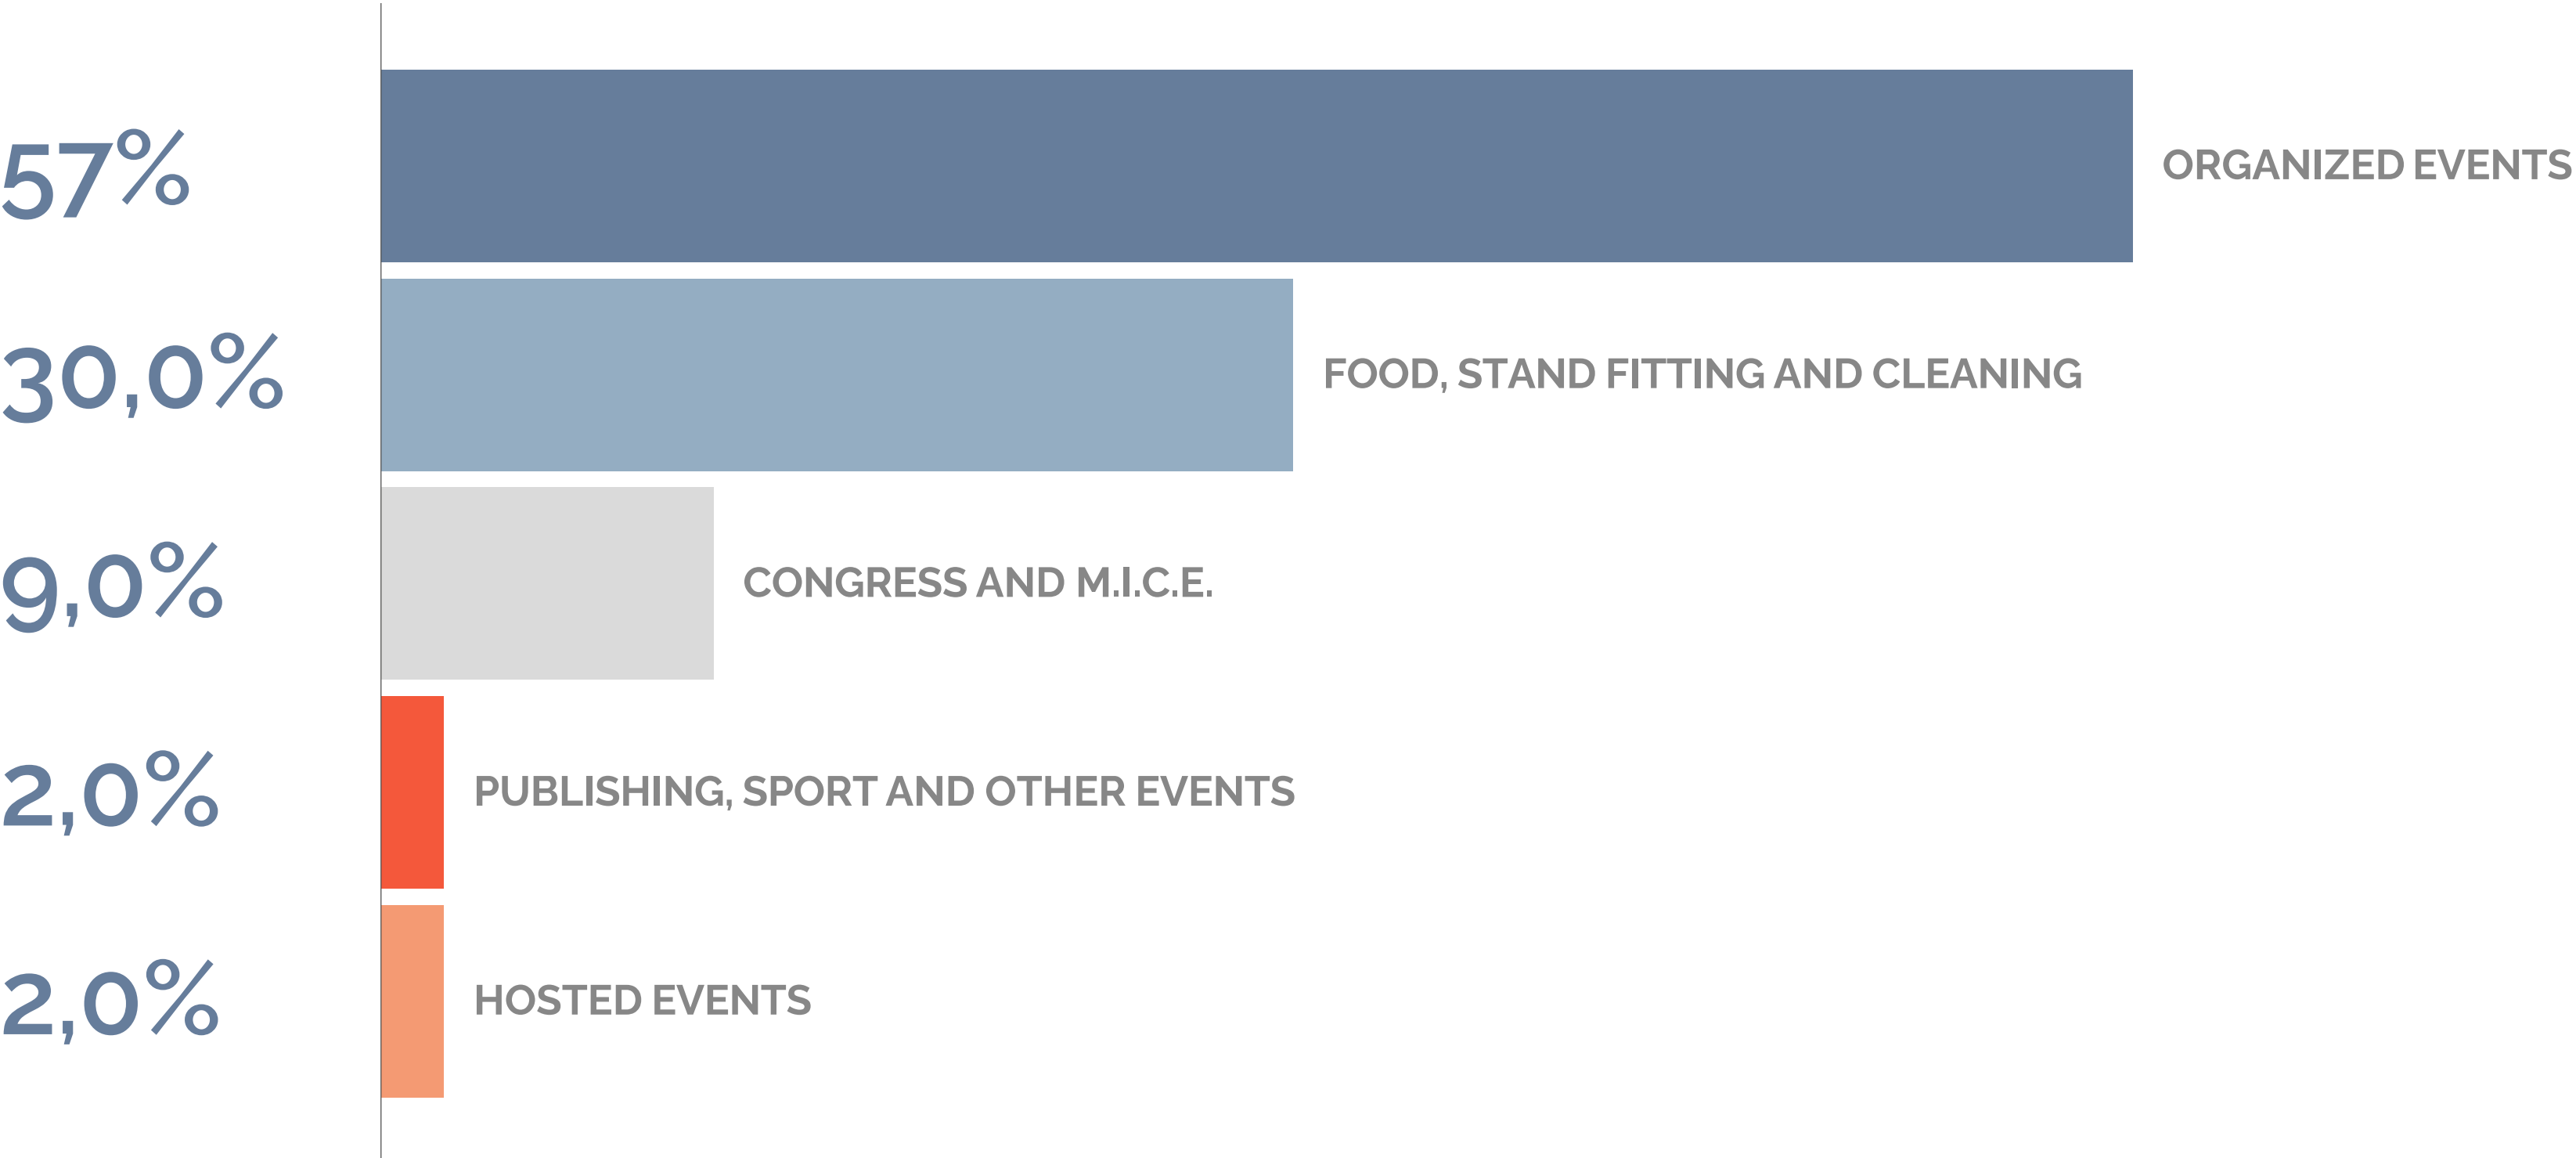 57%
ORGANIZED EVENTS
30,0%
FOOD, STAND FITTING AND CLEANING
9,0%
CONGRESS AND M.I.C.E.
2,0%
PUBLISHING, SPORT AND OTHER EVENTS
2,0%
HOSTED EVENTS